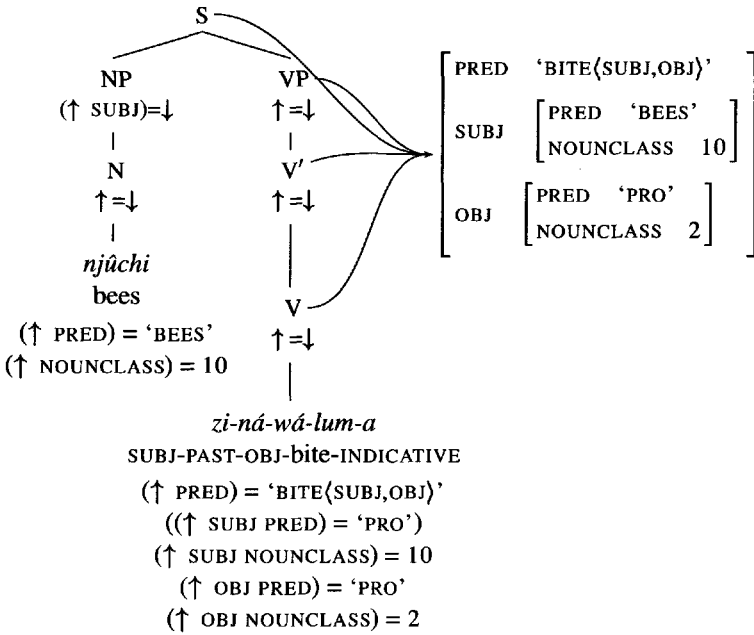 S
NP VP
(↑ SUBJ)=↓ ↑=↓
N V′
↑=↓ ↑=↓
njûchi
bees
(↑ PRED) = ‘BEES’
(↑ NOUNCLASS) = 10
V
↑=↓
zi-ná-wá-lum-a
SUBJ-PAST-OBJ-bite-INDICATIVE
(↑ PRED) = ‘BITE⟨SUBJ,OBJ⟩’
((↑ SUBJ PRED) = ‘PRO’)
(↑ SUBJ NOUNCLASS) = 10
(↑ OBJ PRED) = ‘PRO’
(↑ OBJ NOUNCLASS) = 2
PRED ‘BITE⟨SUBJ,OBJ⟩’
SUBJ [PRED ‘BEES’
NOUNCLASS 10]
OBJ [PRED ‘PRO’
NOUNCLASS 2]